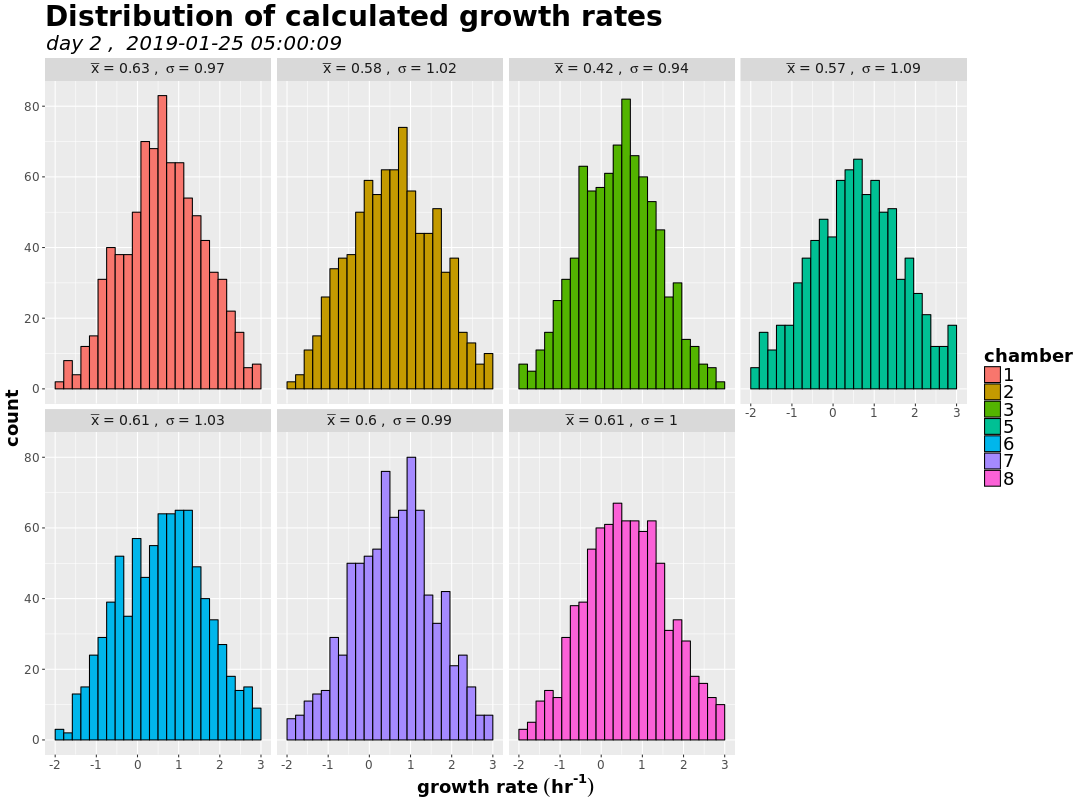 Distribution of calculated growth rates
day 2 ,  2019-01-25 05:00:09
x̅ = 0.63 ,  σ = 0.97
x̅ = 0.58 ,  σ = 1.02
x̅ = 0.42 ,  σ = 0.94
x̅ = 0.57 ,  σ = 1.09
80
60
40
20
0
-2 -1 0 1 2 3
x̅ = 0.61 ,  σ = 1.03
x̅ = 0.6 ,  σ = 0.99
x̅ = 0.61 ,  σ = 1
80
60
40
20
0
-2 -1 0 1 2 3
-2 -1 0 1 2 3
-2 -1 0 1 2 3
count
growth rate (hr⁻¹)
chamber
1
2
3
5
6
7
8